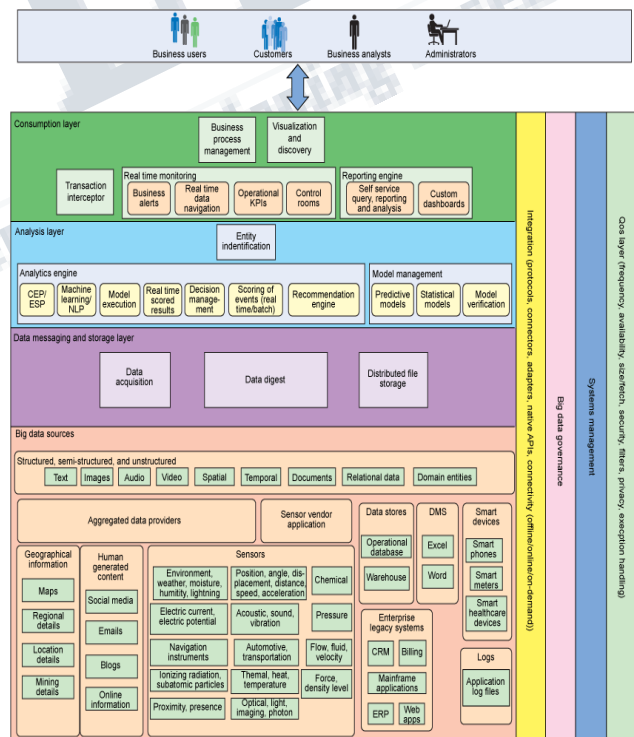 Business users
Customers
Business analysts
Administrators
Consumption layer
Business
process
management
Visualization
and
discovery
Transaction
interceptor
Real time monitoring
Business
alerts
Real time
data
navigation
Operational
KPIs
Control
rooms
Reporting engine
Self service
query, reporting
and analysis
Custom
dashboards
Analysis layer
Entity
indentification
Analytics engine
CEP/
ESP
Machine
learning/
NLP
Model
execution
Real time
scored
results
Decision
manage-
ment
Scoring of
events (real
time/batch)
Recommendation
engine
Model management
Predictive
models
Statistical
models
Model
verification
Data messaging and storage layer
Data
acquisition
Data digest
Distributed file
storage
Big data sources
Structured, semi-structured, and unstructured
Text
Images
Audio
Video
Spatial
Temporal
Documents
Relational data
Domain entities
Aggregated data providers
Sensor vendor
application
Data stores
Operational
database
Warehouse
DMS
Excel
Word
Smart
devices
Smart
phones
Smart
meters
Smart
healthcare
devices
Geographical
information
Maps
Regional
details
Location
details
Mining
details
Human
generated
content
Social media
Emails
Blogs
Online
information
Sensors
Environment,
weather, moisture,
humidity, lightning
Position, angle, dis-
placement, distance,
speed, acceleration
Chemical
Electric current,
electric potential
Acoustic, sound,
vibration
Pressure
Navigation
instruments
Automotive,
transportation
Flow, fluid,
velocity
Ionizing radiation,
subatomic particles
Themal, heat,
temperature
Force,
density level
Proximity, presence
Optical, light,
imaging, photon
Enterprise
legacy systems
CRM
Billing
Mainframe
applications
ERP
Web
apps
Logs
Application
log files
Integration (protocols, connectors, adapters, native APIs, connectivity (offline/online/on-demand))
Big data governance
Systems management
Qos layer (frequency, availability, size/fetch, security, filters, privacy, execption handling)